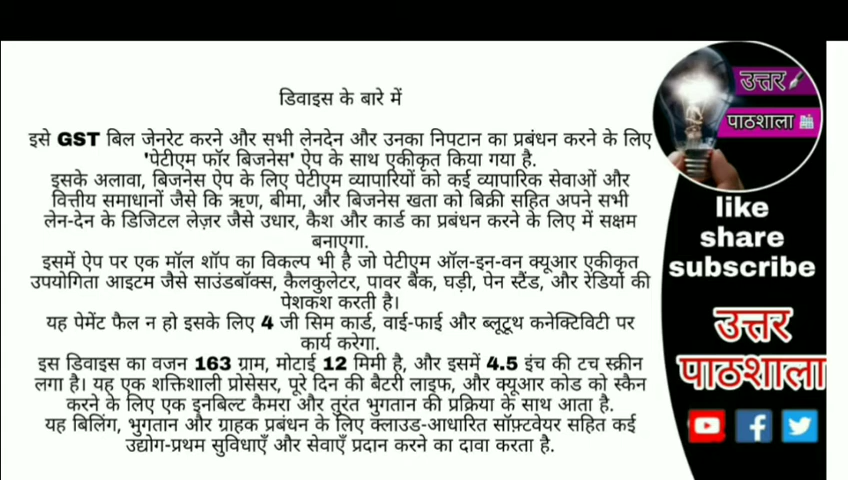 डिवाइस के बारे में
इसे GST बिल जेनरेट करने और सभी लेनदेन और उनका निपटान का प्रबंधन करने के लिए
'पेटीएम फॉर बिजनेस' ऐप के साथ एकीकृत किया गया है.
इसके अलावा, बिजनेस ऐप के लिए पेटीएम व्यापारियों को कई व्यापारिक सेवाओं और
वित्तीय समाधानों जैसे कि ऋण, बीमा, और बिजनेस खता को बिक्री सहित अपने सभी
लेन-देन के डिजिटल लेज़र जैसे उधार, कैश और कार्ड का प्रबंधन करने के लिए में सक्षम
बनाएगा.
इसमें ऐप पर एक मॉल शॉप का विकल्प भी है जो पेटीएम ऑल-इन-वन क्यूआर एकीकृत
उपयोगिता आइटम जैसे साउंडबॉक्स, कैलकुलेटर, पावर बैंक, घड़ी, पेन स्टैंड, और रेडियों की
पेशकश करती है।
यह पेमेंट फैल न हो इसके लिए 4 जी सिम कार्ड, वाई-फाई और ब्लूटूथ कनेक्टिविटी पर
कार्य करेगा.
इस डिवाइस का वजन 163 ग्राम, मोटाई 12 मिमी है, और इसमें 4.5 इंच की टच स्क्रीन
लगा है। यह एक शक्तिशाली प्रोसेसर, पूरे दिन की बैटरी लाइफ, और क्यूआर कोड को स्कैन
करने के लिए एक इनबिल्ट कैमरा और तुरंत भुगतान की प्रक्रिया के साथ आता है.
यह बिलिंग, भुगतान और ग्राहक प्रबंधन के लिए क्लाउड-आधारित सॉफ़्टवेयर सहित कई
उद्योग-प्रथम सुविधाएँ और सेवाएँ प्रदान करने का दावा करता है.
उत्तर
पाठशाला
like
share
subscribe
उत्तर
पाठशाला